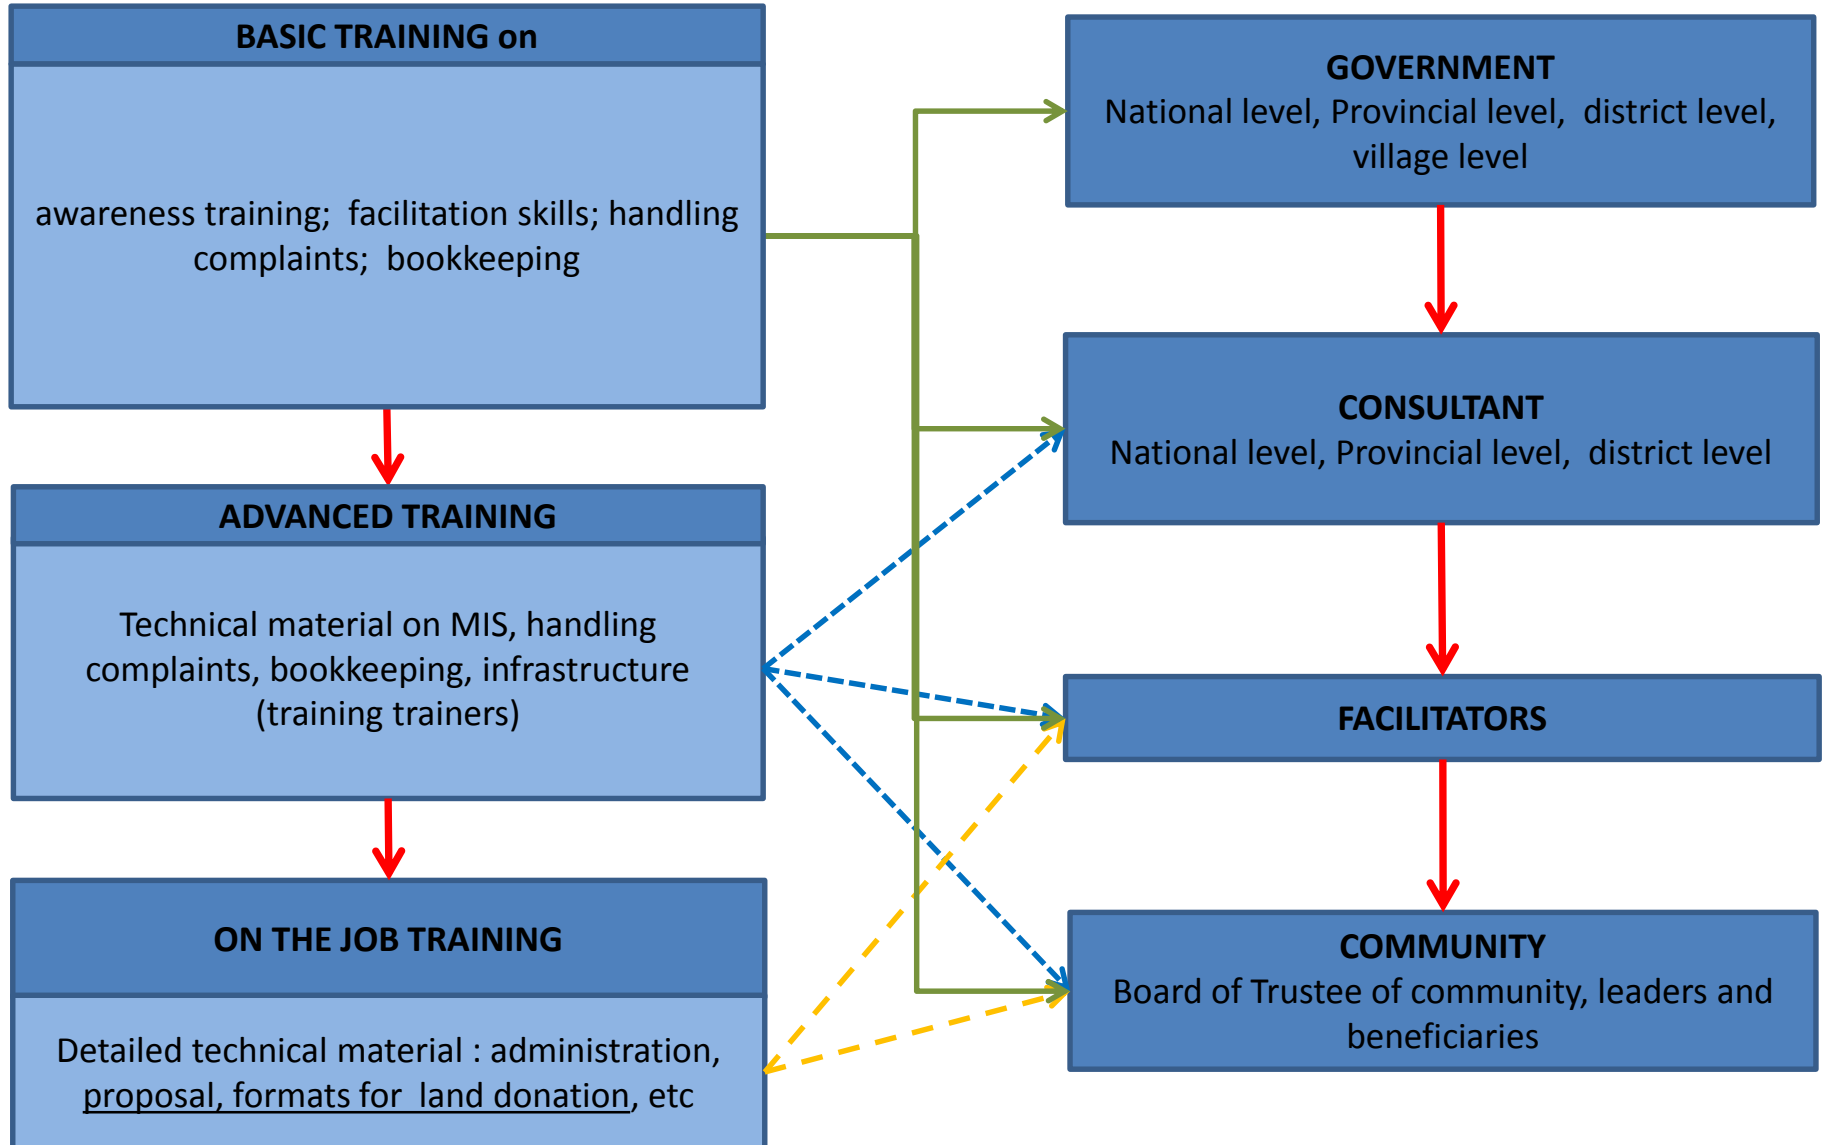 BASIC TRAINING on
awareness training;  facilitation skills; handling
complaints;  bookkeeping
ADVANCED TRAINING
Technical material on MIS, handling
complaints, bookkeeping, infrastructure
(training trainers)
ON THE JOB TRAINING
Detailed technical material : administration,
proposal, formats for  land donation, etc
GOVERNMENT
National level, Provincial level,  district level,
village level
CONSULTANT
National level, Provincial level,  district level
FACILITATORS
COMMUNITY
Board of Trustee of community, leaders and
beneficiaries